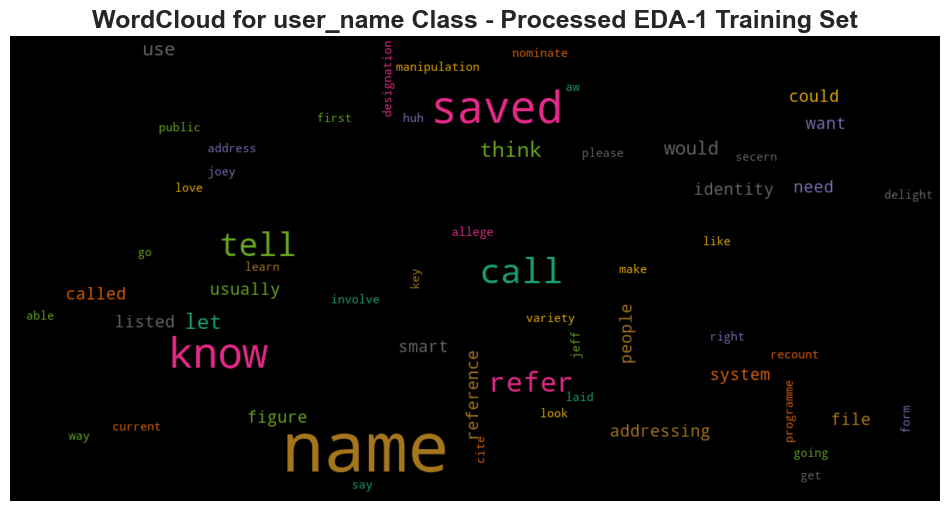 WordCloud for user_name Class - Processed EDA-1 Training Set
use
designation
manipulation
nominate
aw
saved
could
public
first
huh
want
address
think
please
would
secern
joey
love
identity
need
delight
allege
go
tell
like
learn
call
key
make
called
usually
involve
able
listed
let
variety
people
know
smart
jeff
right
recount
reference
refer
system
laid
programme
current
figure
look
addressing
file
form
way
name
cite
going
say
get